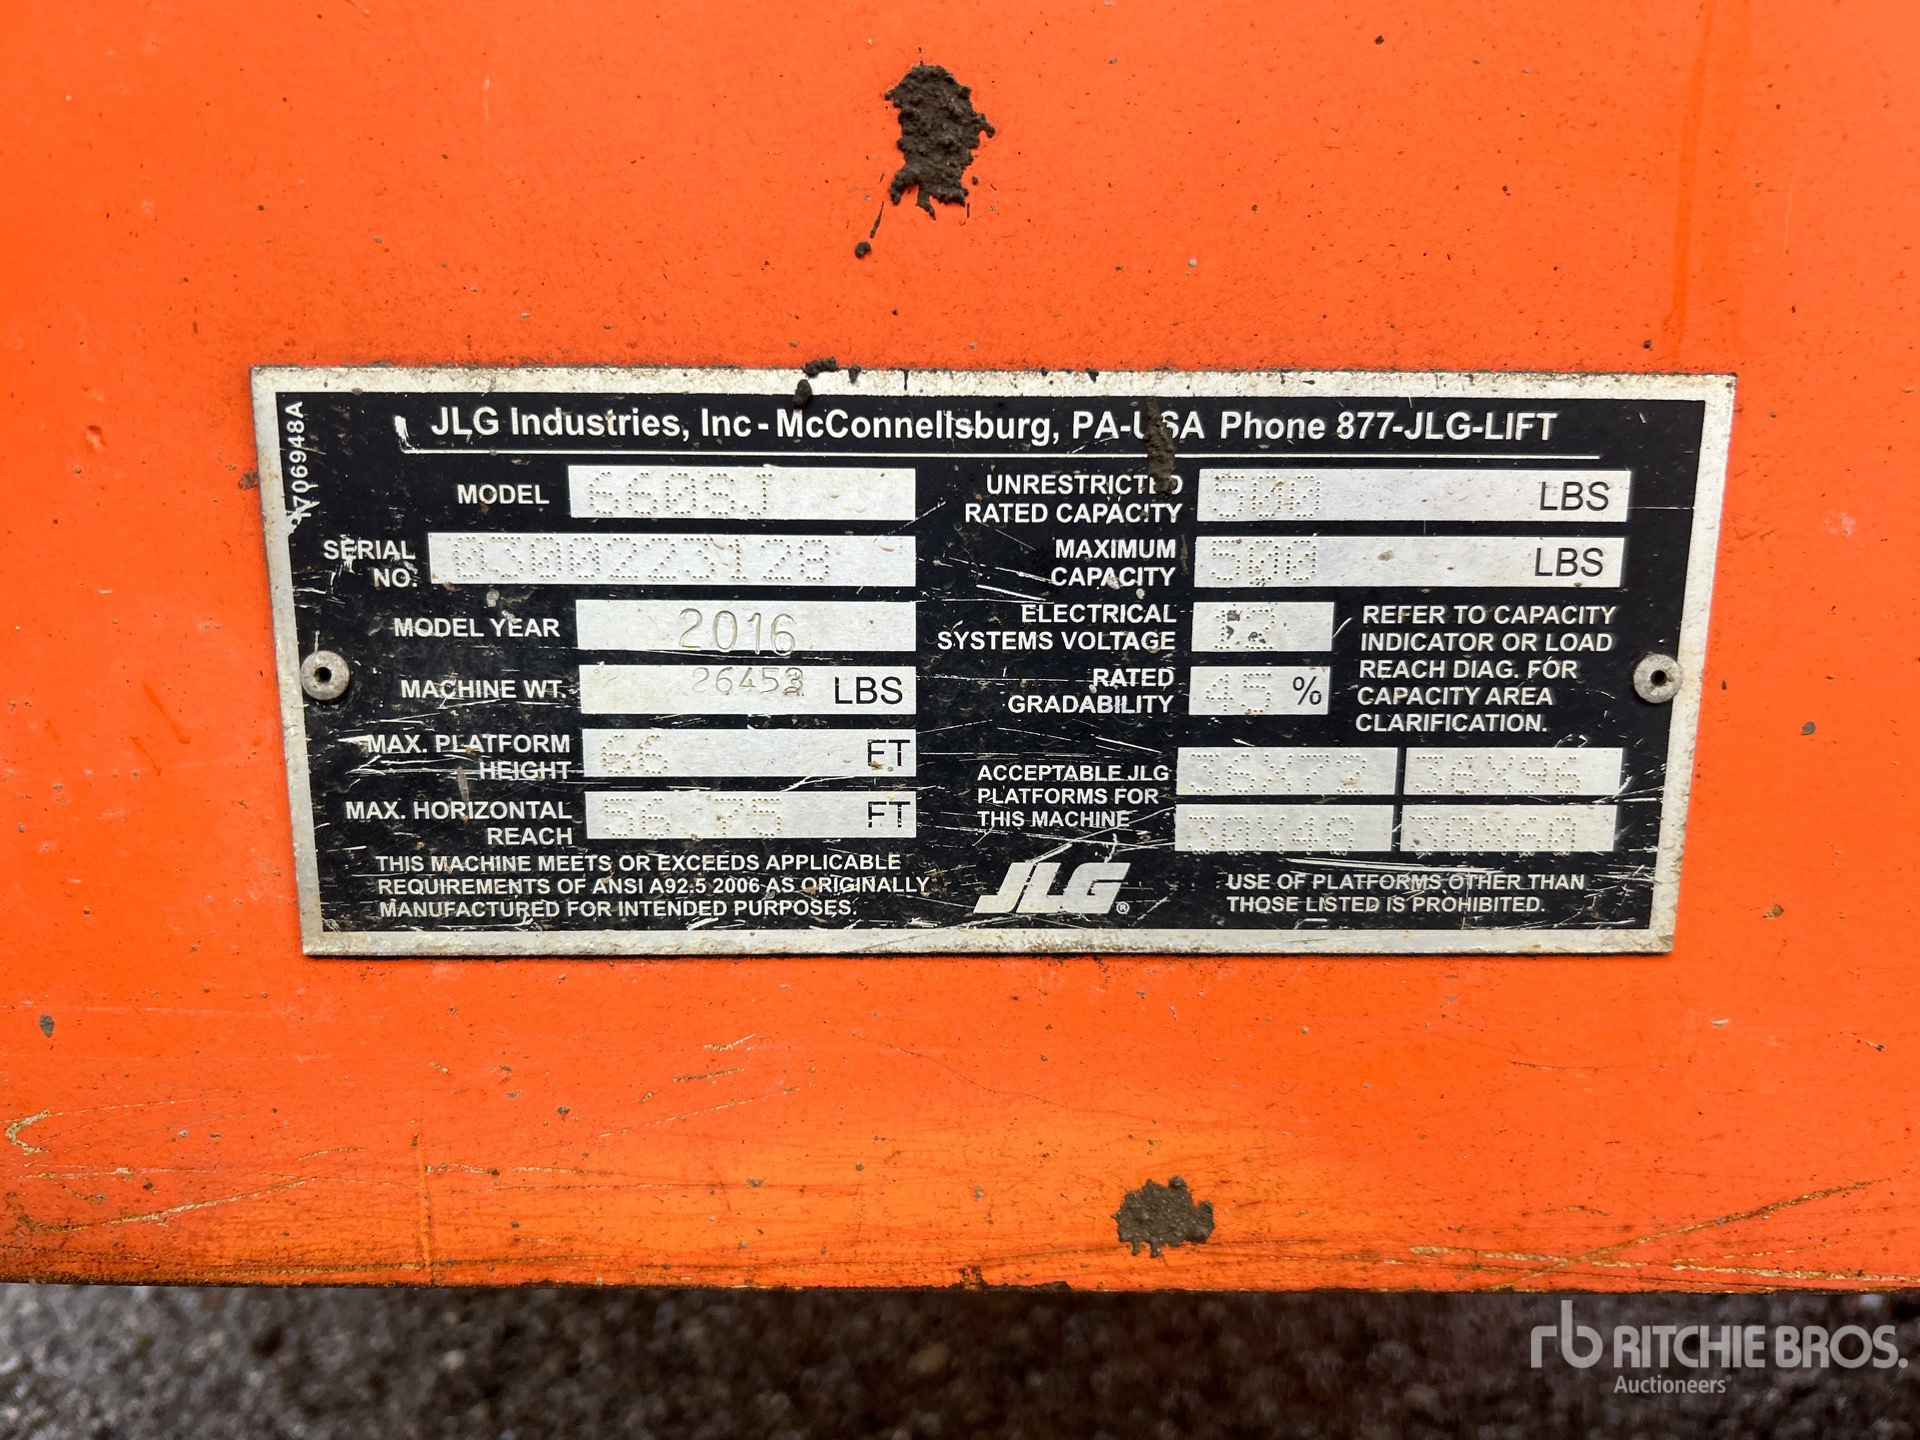 JLG Industries, Inc - McConnellsburg, PA-USA Phone 877-JLG-LIFT
1706948A
MODEL 660SJ
SERIAL NO. 0300223128
MODEL YEAR 2016
MACHINE WT. 26453 LBS
MAX. PLATFORM HEIGHT 66 FT
MAX. HORIZONTAL REACH 56.75 FT
THIS MACHINE MEETS OR EXCEEDS APPLICABLE
REQUIREMENTS OF ANSI A92.5 2006 AS ORIGINALLY
MANUFACTURED FOR INTENDED PURPOSES.
UNRESTRICTED RATED CAPACITY 500 LBS
MAXIMUM CAPACITY 500 LBS
ELECTRICAL SYSTEMS VOLTAGE 12
RATED GRADABILITY 45 %
REFER TO CAPACITY
INDICATOR OR LOAD
REACH DIAG. FOR
CAPACITY AREA
CLARIFICATION.
ACCEPTABLE JLG
PLATFORMS FOR
THIS MACHINE
36X72 36X96
30X48 30X60
JLG®
USE OF PLATFORMS OTHER THAN
THOSE LISTED IS PROHIBITED.
rb RITCHIE BROS.
Auctioneers